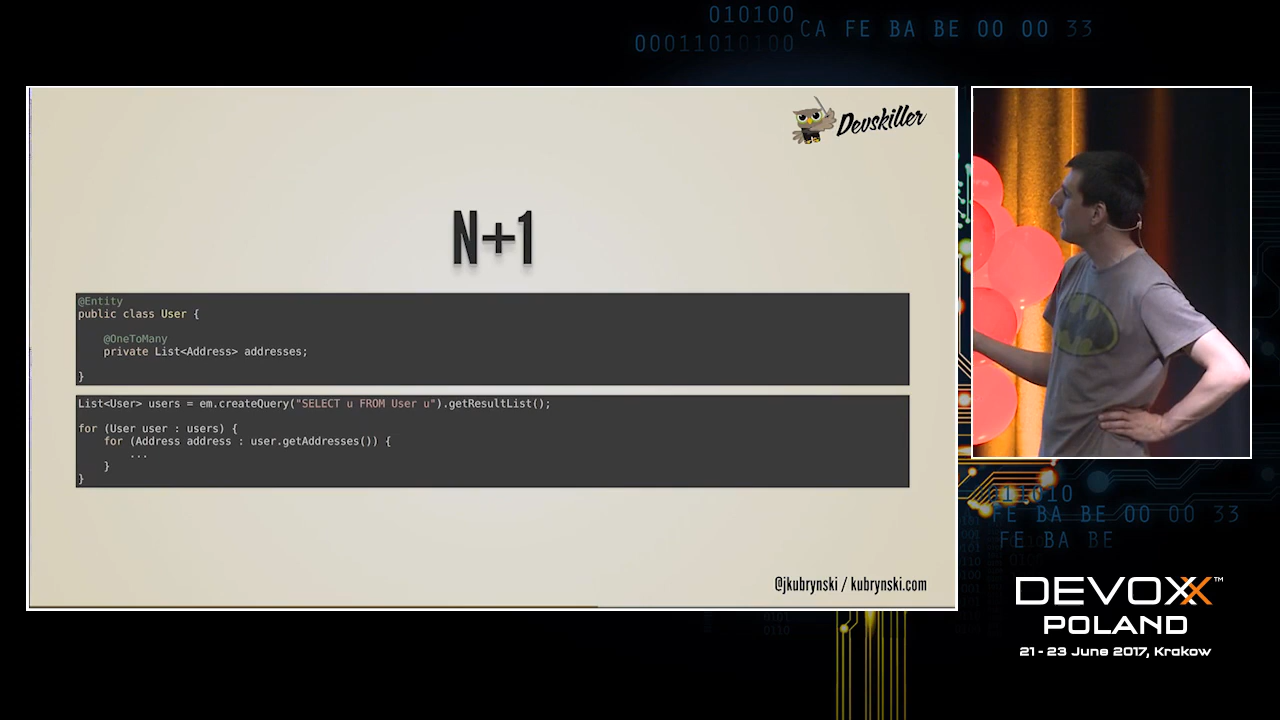 010100
00011010100
CA FE BA BE 00 00 33
Devskiller
N+1
@Entity
public class User {
@OneToMany
private List<Address> addresses;
}
List<User> users = em.createQuery("SELECT u FROM User u").getResultList();
for (User user : users) {
for (Address address : user.getAddresses()) {
...
}
}
@jkubrynski / kubrynski.com
011010
FE BA BE 00 00 33
FE BA BE
DEVOXX™
POLAND
21 - 23 June 2017, Krakow